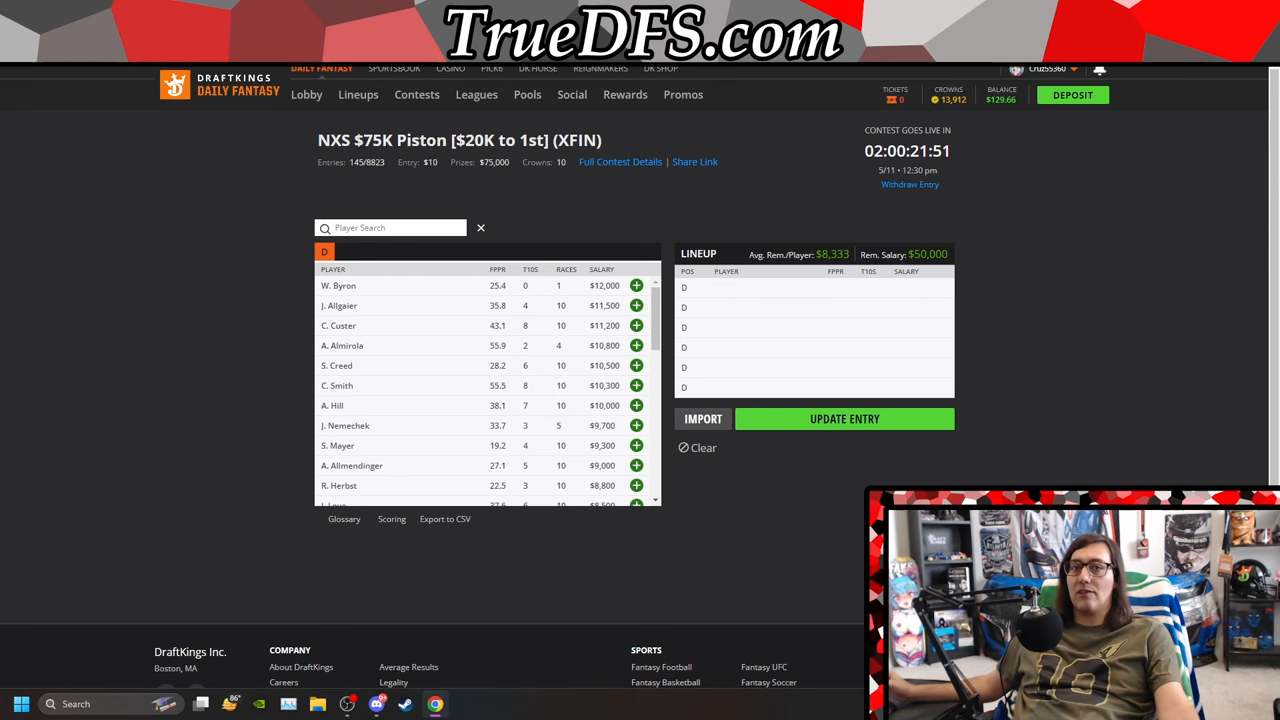 TrueDFS.com
DAILY FANTASY SPORTSBOOK CASINO PICK6 DK HORSE REIGNMAKERS DK SHOP
Cruz55360
DRAFTKINGS
DAILY FANTASY
Lobby Lineups Contests Leagues Pools Social Rewards Promos
TICKETS CROWNS BALANCE
0 13,912 $129.66
DEPOSIT
NXS $75K Piston [$20K to 1st] (XFIN)
Entries: 145/8823 Entry: $10 Prizes: $75,000 Crowns: 10 Full Contest Details | Share Link
CONTEST GOES LIVE IN
02:00:21:51
5/11 • 12:30 pm
Withdraw Entry
Player Search
D
PLAYER FPPR T10S RACES SALARY
W. Byron 25.4 0 1 $12,000
J. Allgaier 35.8 4 10 $11,500
C. Custer 43.1 8 10 $11,200
A. Almirola 55.9 2 4 $10,800
S. Creed 28.2 6 10 $10,500
C. Smith 55.5 8 10 $10,300
A. Hill 38.1 7 10 $10,000
J. Nemechek 33.7 3 5 $9,700
S. Mayer 19.2 4 10 $9,300
A. Allmendinger 27.1 5 10 $9,000
R. Herbst 22.5 3 10 $8,800
Glossary Scoring Export to CSV
LINEUP Avg. Rem./Player: $8,333 Rem. Salary: $50,000
POS PLAYER FPPR T10S SALARY
D
D
D
D
D
D
IMPORT UPDATE ENTRY
Clear
DraftKings Inc.
Boston, MA
COMPANY
About DraftKings Average Results
Careers Legality
SPORTS
Fantasy Football Fantasy UFC
Fantasy Basketball Fantasy Soccer
Search
86°